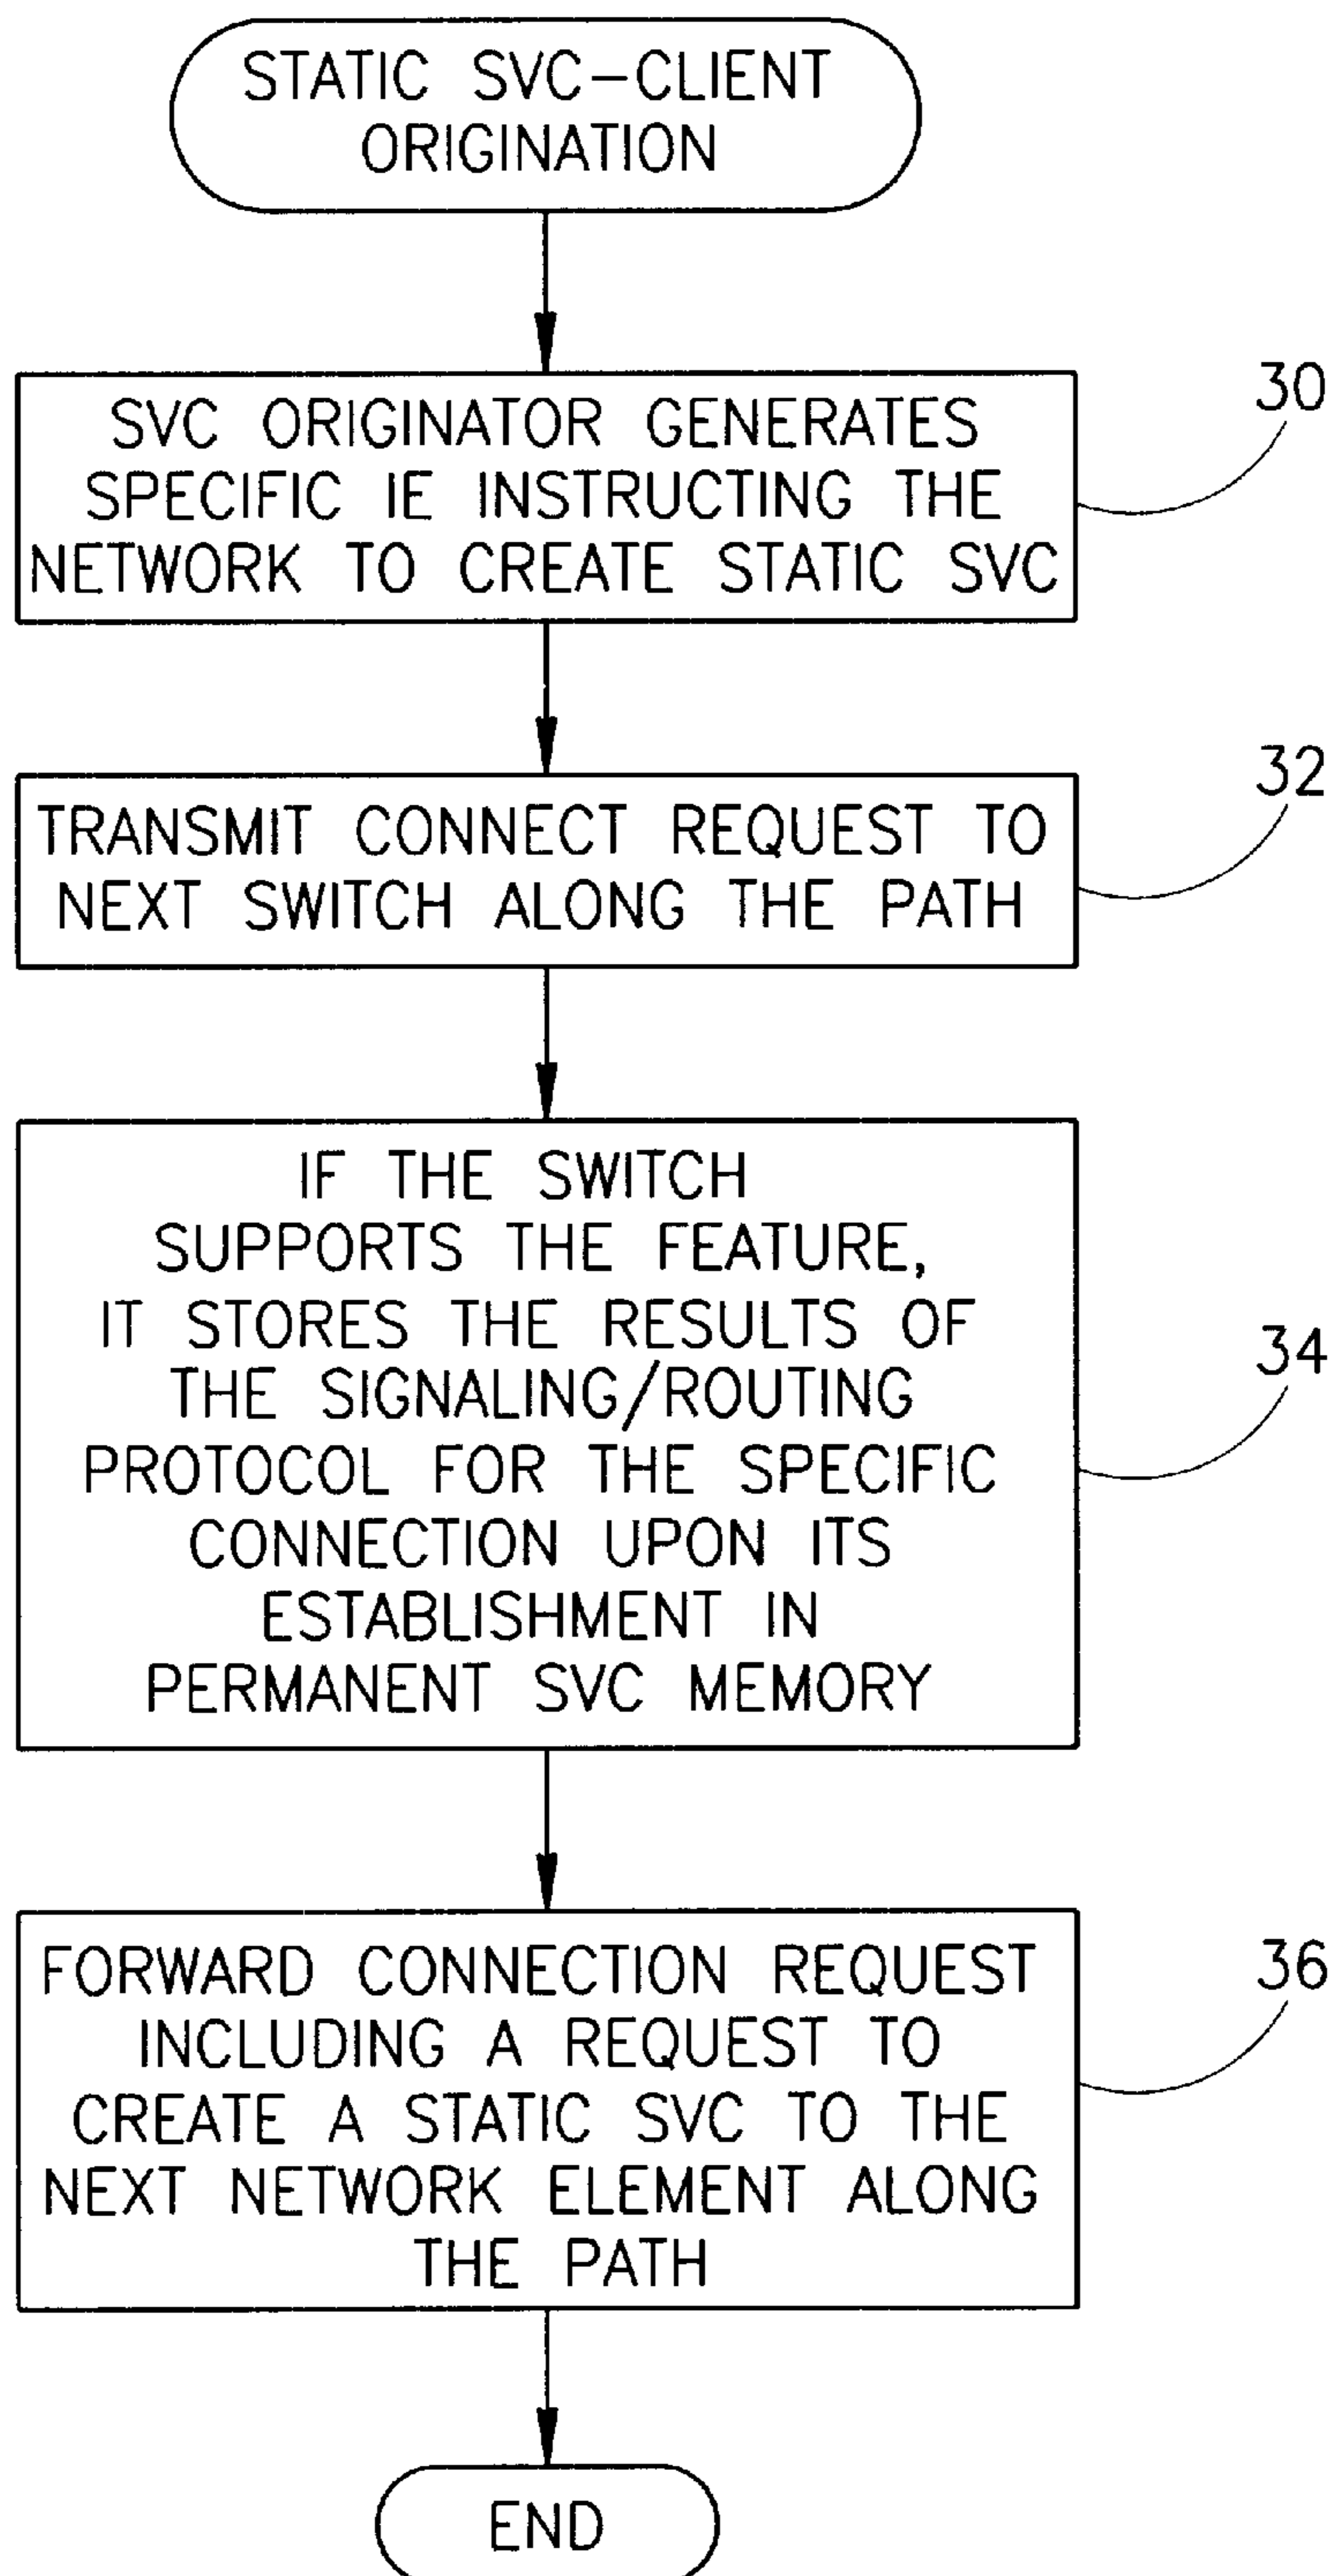 STATIC SVC-CLIENT
ORIGINATION
SVC ORIGINATOR GENERATES
SPECIFIC IE INSTRUCTING THE
NETWORK TO CREATE STATIC SVC
30
TRANSMIT CONNECT REQUEST TO
NEXT SWITCH ALONG THE PATH
32
IF THE SWITCH
SUPPORTS THE FEATURE,
IT STORES THE RESULTS OF
THE SIGNALING/ROUTING
PROTOCOL FOR THE SPECIFIC
CONNECTION UPON ITS
ESTABLISHMENT IN
PERMANENT SVC MEMORY
34
FORWARD CONNECTION REQUEST
INCLUDING A REQUEST TO
CREATE A STATIC SVC TO THE
NEXT NETWORK ELEMENT ALONG
THE PATH
36
END